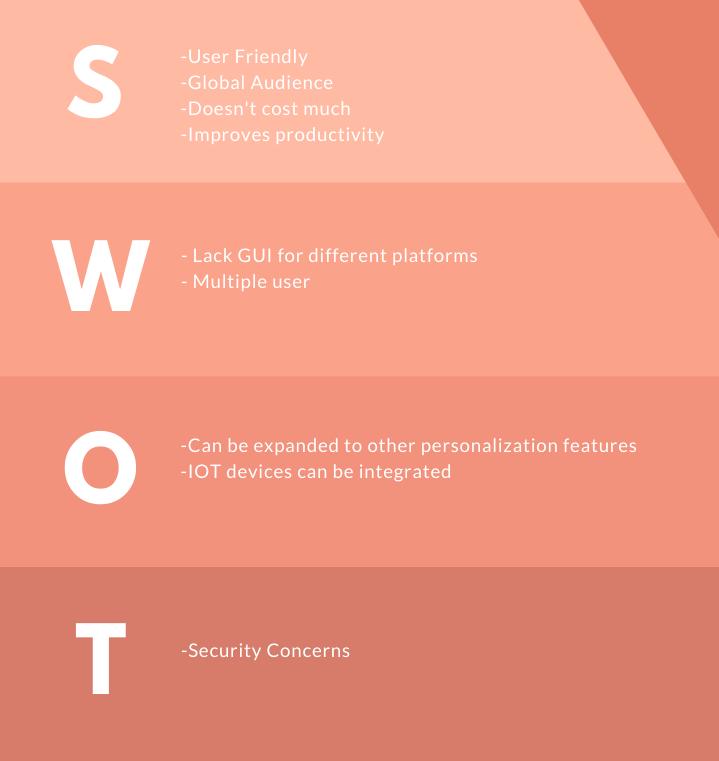 S
-User Friendly
-Global Audience
-Doesn't cost much
-Improves productivity
W
- Lack GUI for different platforms
- Multiple user
O
-Can be expanded to other personalization features
-IOT devices can be integrated
T
-Security Concerns